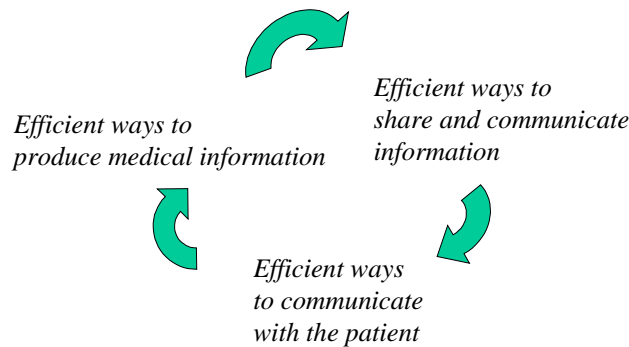 Efficient ways to
produce medical information
Efficient ways to
share and communicate
information
Efficient ways
to communicate
with the patient